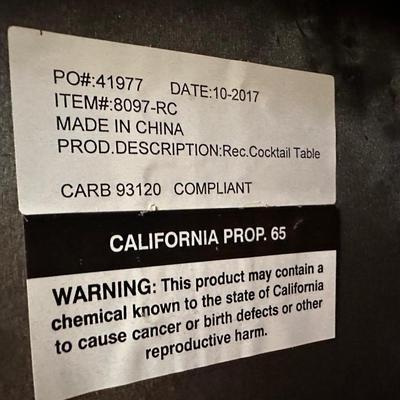 PO#:41977 DATE:10-2017
ITEM#:8097-RC
MADE IN CHINA
PROD.DESCRIPTION:Rec.Cocktail Table
CARB 93120 COMPLIANT
CALIFORNIA PROP. 65
WARNING: This product may contain a
chemical known to the state of California
to cause cancer or birth defects or other
reproductive harm.